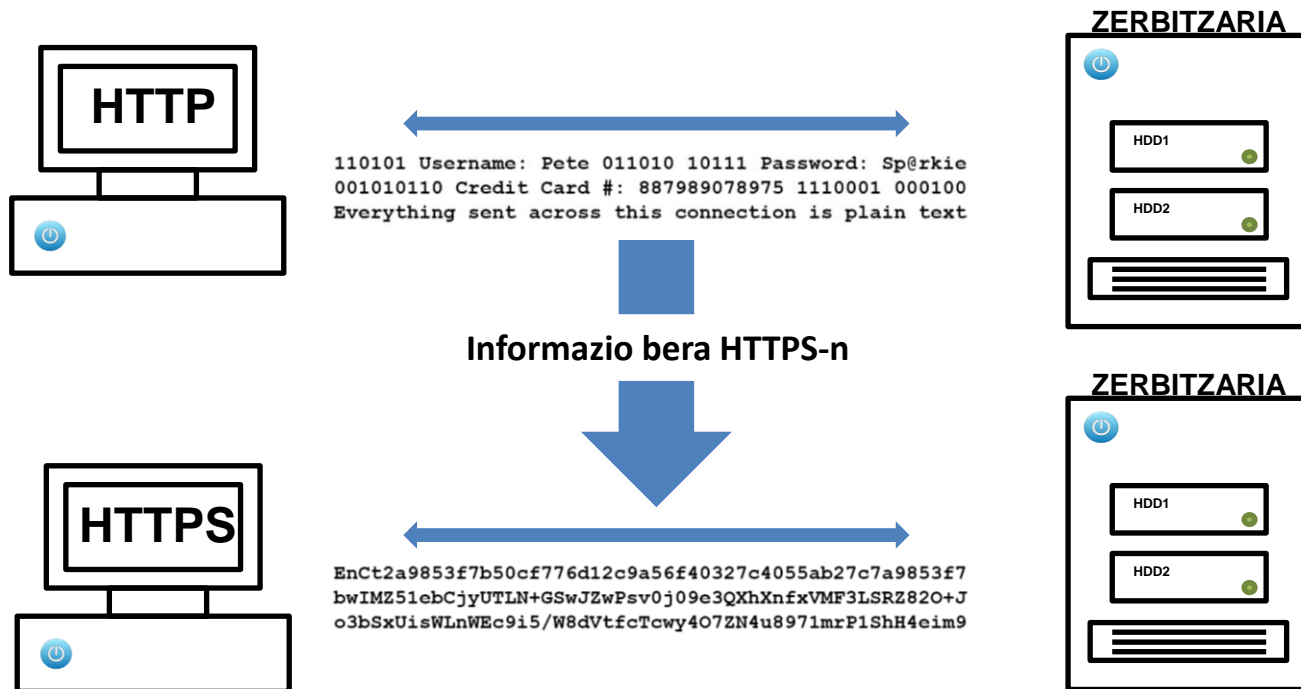 ZERBITZARIA
HTTP
HDD1
HDD2
110101 Username: Pete 011010 10111 Password: Sp@rkie
001010110 Credit Card #: 887989078975 1110001 000100
Everything sent across this connection is plain text
Informazio bera HTTPS-n
ZERBITZARIA
HTTPS
HDD1
HDD2
EnCt2a9853f7b50cf776d12c9a56f40327c4055ab27c7a9853f7
bwIMZ51ebCjyUTLN+GSwJZwPsv0j09e3QXhXnfxVMF3LSRZ82O+J
o3bSxUisWLnWEc9i5/W8dVtfcTcwy4O7ZN4u8971mrP1ShH4eim9